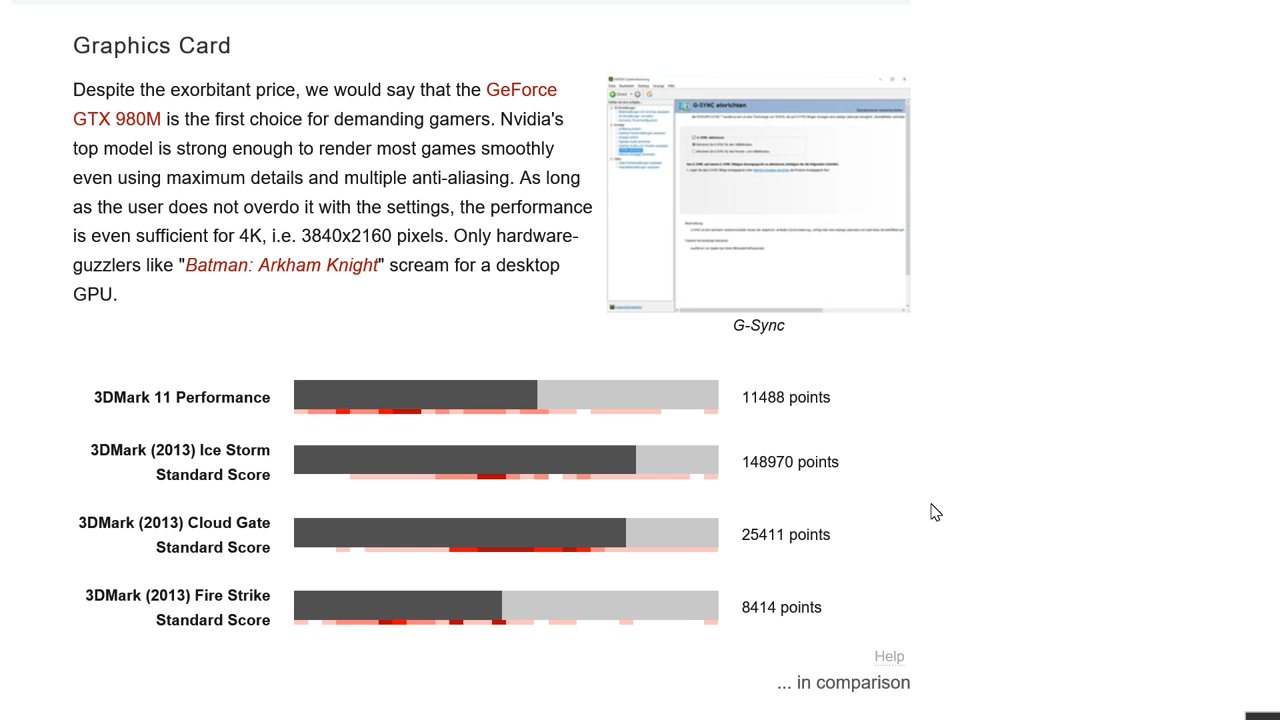 Graphics Card
Despite the exorbitant price, we would say that the GeForce
GTX 980M is the first choice for demanding gamers. Nvidia's
top model is strong enough to render most games smoothly
even using maximum details and multiple anti-aliasing. As long
as the user does not overdo it with the settings, the performance
is even sufficient for 4K, i.e. 3840x2160 pixels. Only hardware-
guzzlers like "Batman: Arkham Knight" scream for a desktop
GPU.
G-SYNC einrichten
G-Sync
3DMark 11 Performance
11488 points
3DMark (2013) Ice Storm
Standard Score
148970 points
3DMark (2013) Cloud Gate
Standard Score
25411 points
3DMark (2013) Fire Strike
Standard Score
8414 points
Help
... in comparison